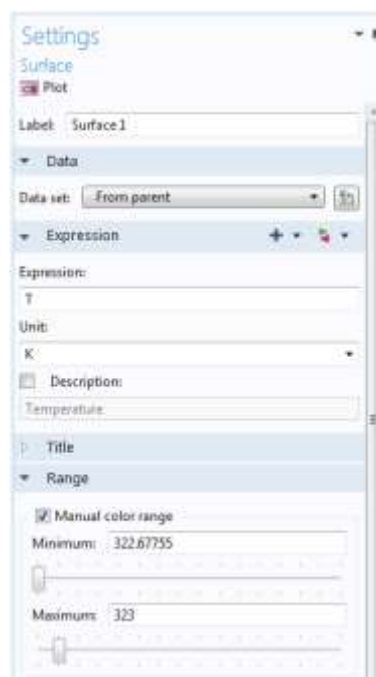 Settings
Surface
Plot
Label: Surface 1
Data
Data set: From parent
Expression
Expression:
T
Unit:
K
Description:
Temperature
Title
Range
Manual color range
Minimum: 322.67755
Maximum: 323